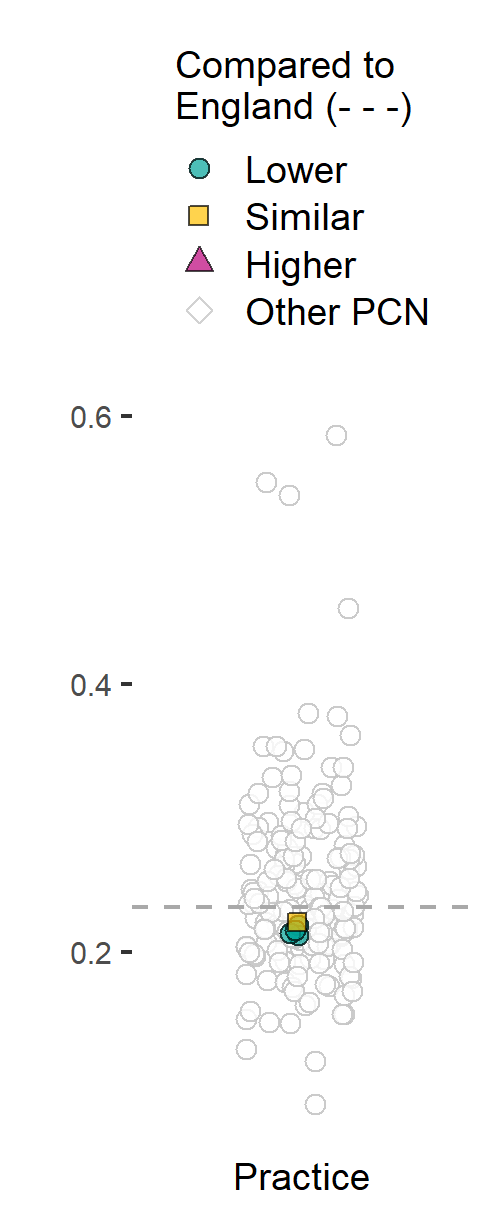 Compared to
England (- - -)
Lower
Similar
Higher
Other PCN
0.6
0.4
0.2
Practice